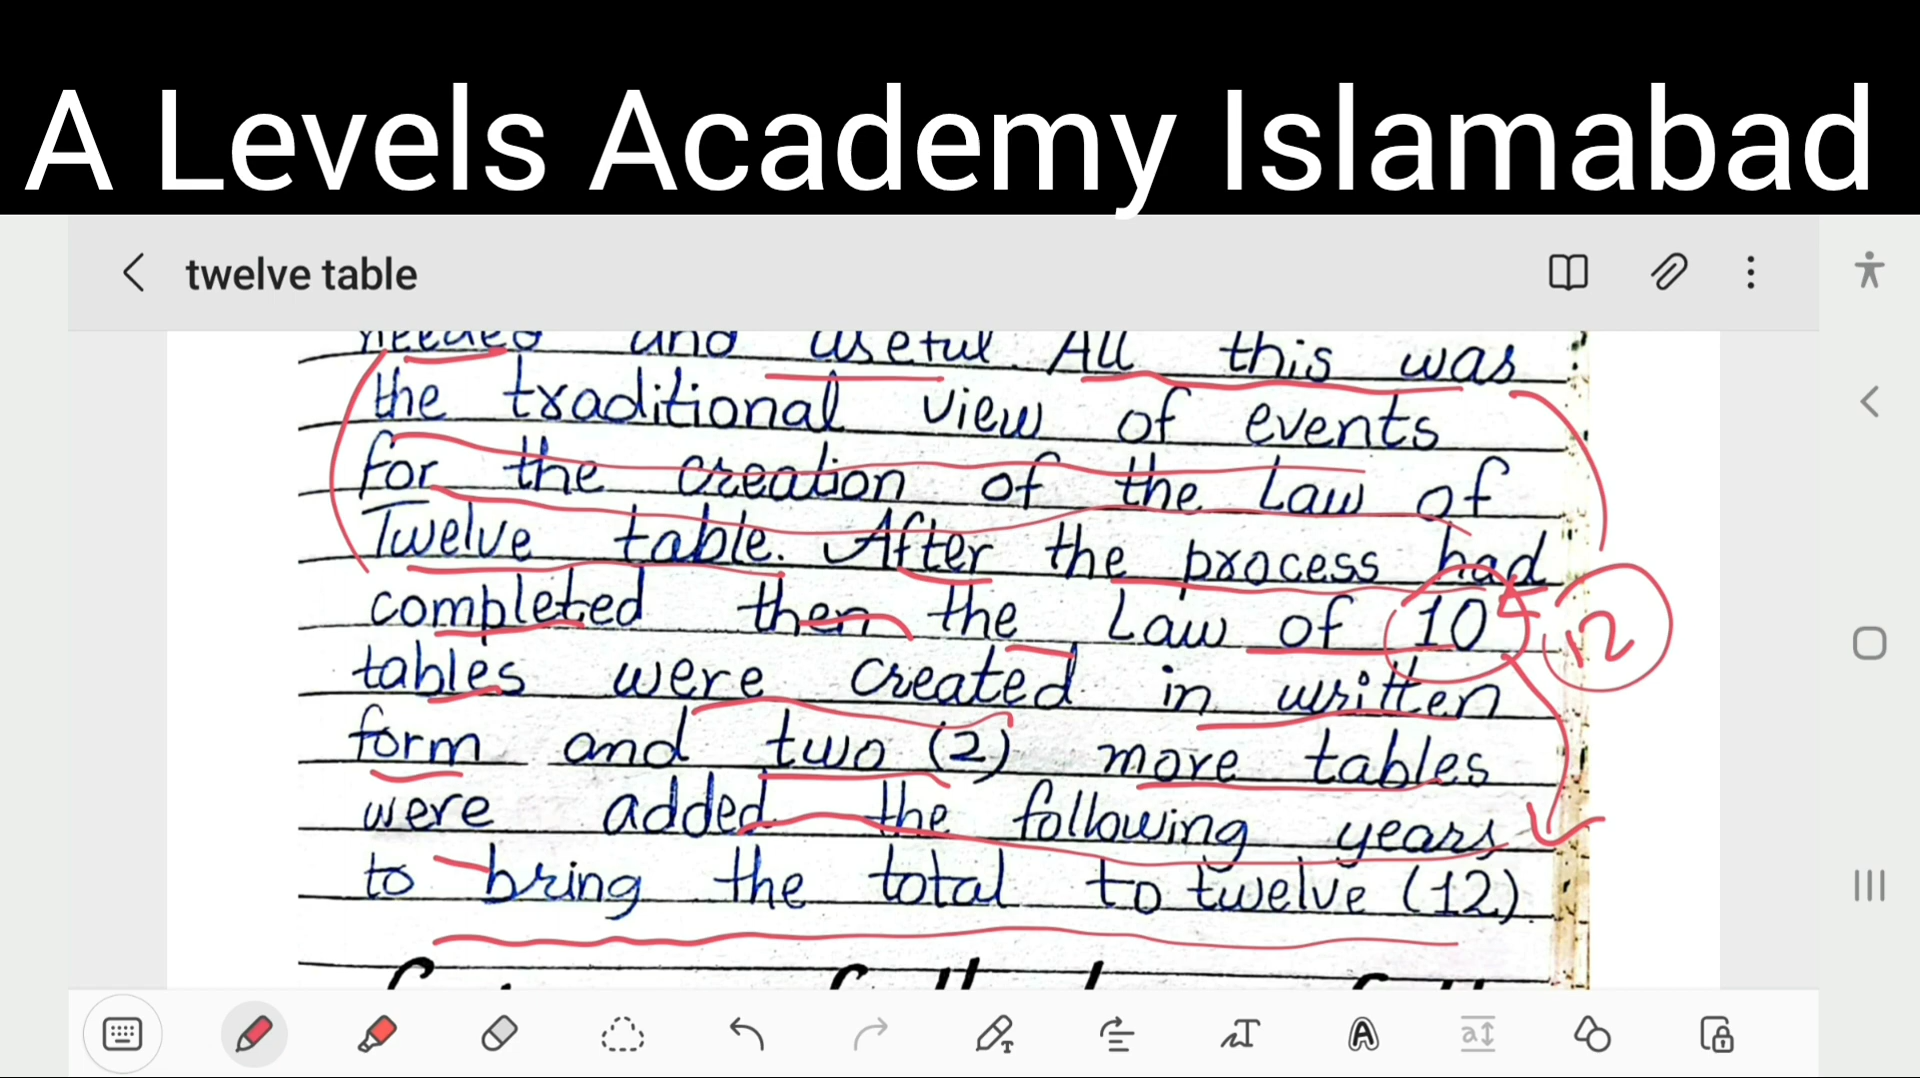 A Levels Academy Islamabad
twelve table
needed and useful. All this was
the traditional view of events
for the creation of the Law of
Twelve table. After the process had
completed then the Law of 10 12
tables were created in written
form and two (2) more tables
were added the following years
to bring the total to twelve (12).